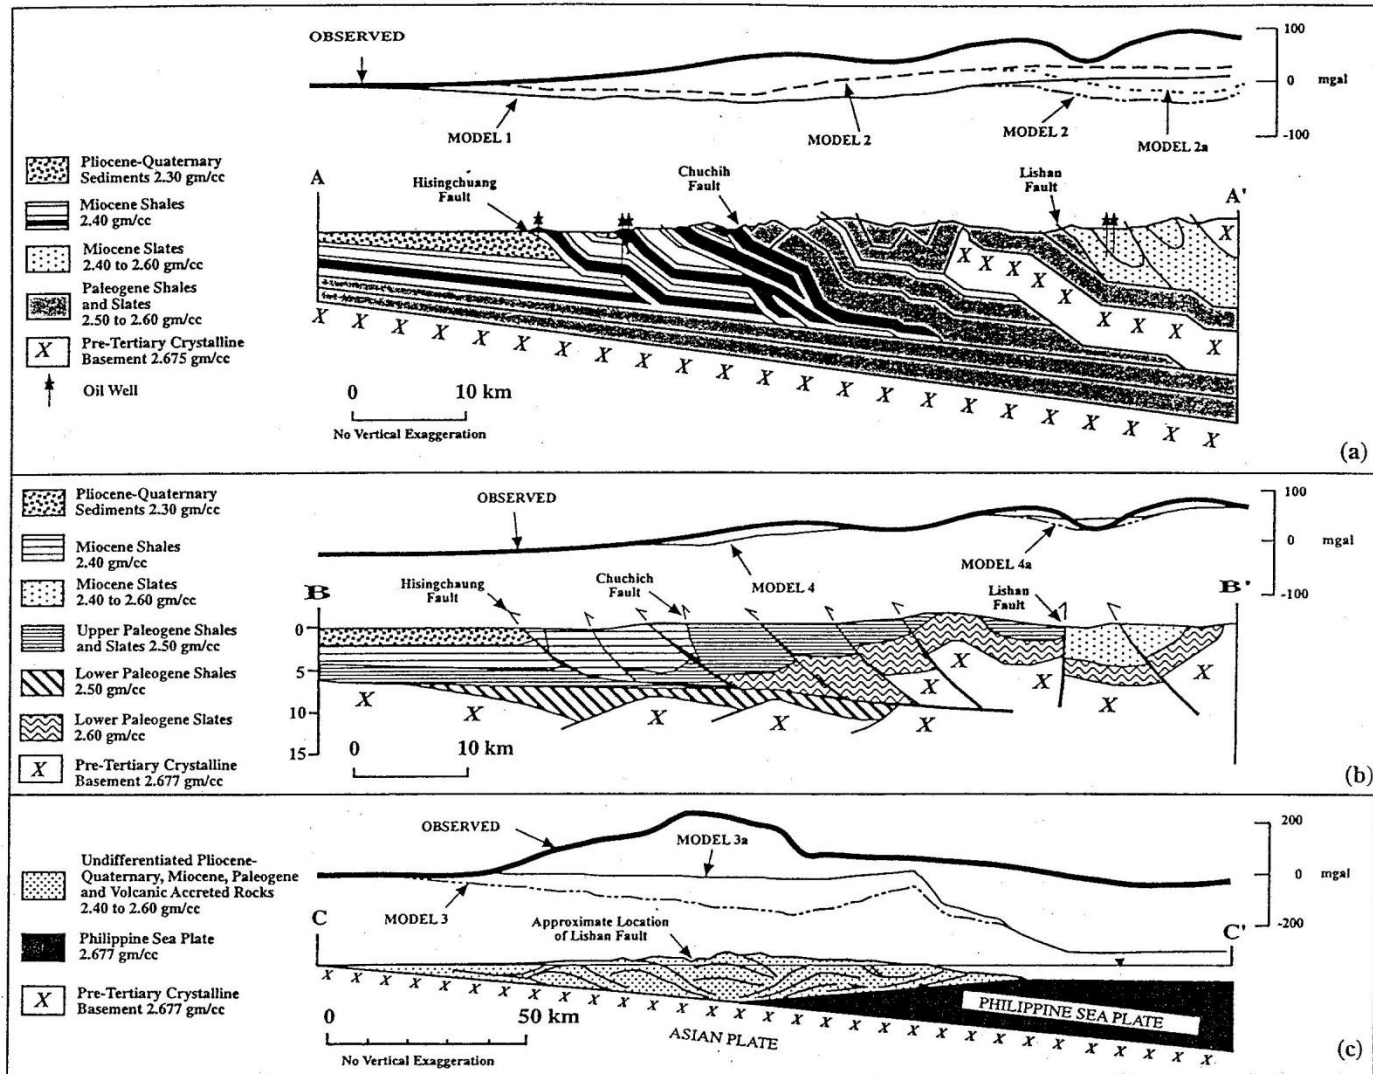 OBSERVED
100
0
mgal
-100
MODEL 1
MODEL 2
MODEL 2
MODEL 2a
Pliocene-Quaternary
Sediments 2.30 gm/cc
Miocene Shales
2.40 gm/cc
Miocene Slates
2.40 to 2.60 gm/cc
Paleogene Shales
and Slates
2.50 to 2.60 gm/cc
X
Pre-Tertiary Crystalline
Basement 2.675 gm/cc
Oil Well
A
Hisingchuang
Fault
Chuchih
Fault
Lishan
Fault
A'
X X X X X
X X X X
X
X X X X X X X X X X X X X X X X X X X X X
0 10 km
No Vertical Exaggeration
(a)
Pliocene-Quaternary
Sediments 2.30 gm/cc
Miocene Shales
2.40 gm/cc
Miocene Slates
2.40 to 2.60 gm/cc
Upper Paleogene Shales
and Slates 2.50 gm/cc
Lower Paleogene Shales
2.50 gm/cc
Lower Paleogene Slates
2.60 gm/cc
X
Pre-Tertiary Crystalline
Basement 2.677 gm/cc
OBSERVED
100
0
mgal
-100
MODEL 4
MODEL 4a
B
Hisingchaung
Fault
Chuchich
Fault
Lishan
Fault
B'
0
5
10
15
X X X X X X X X X
0 10 km
(b)
Undifferentiated Pliocene-
Quaternary, Miocene, Paleogene
and Volcanic Accreted Rocks
2.40 to 2.60 gm/cc
Philippine Sea Plate
2.677 gm/cc
X
Pre-Tertiary Crystalline
Basement 2.677 gm/cc
OBSERVED
MODEL 3a
200
0
mgal
-200
MODEL 3
C
Approximate Location
of Lishan Fault
C'
X X X X X X X X X X X X X X X X X X X X X X X X X X X X X X
PHILIPPINE SEA PLATE
ASIAN PLATE
0 50 km
No Vertical Exaggeration
(c)